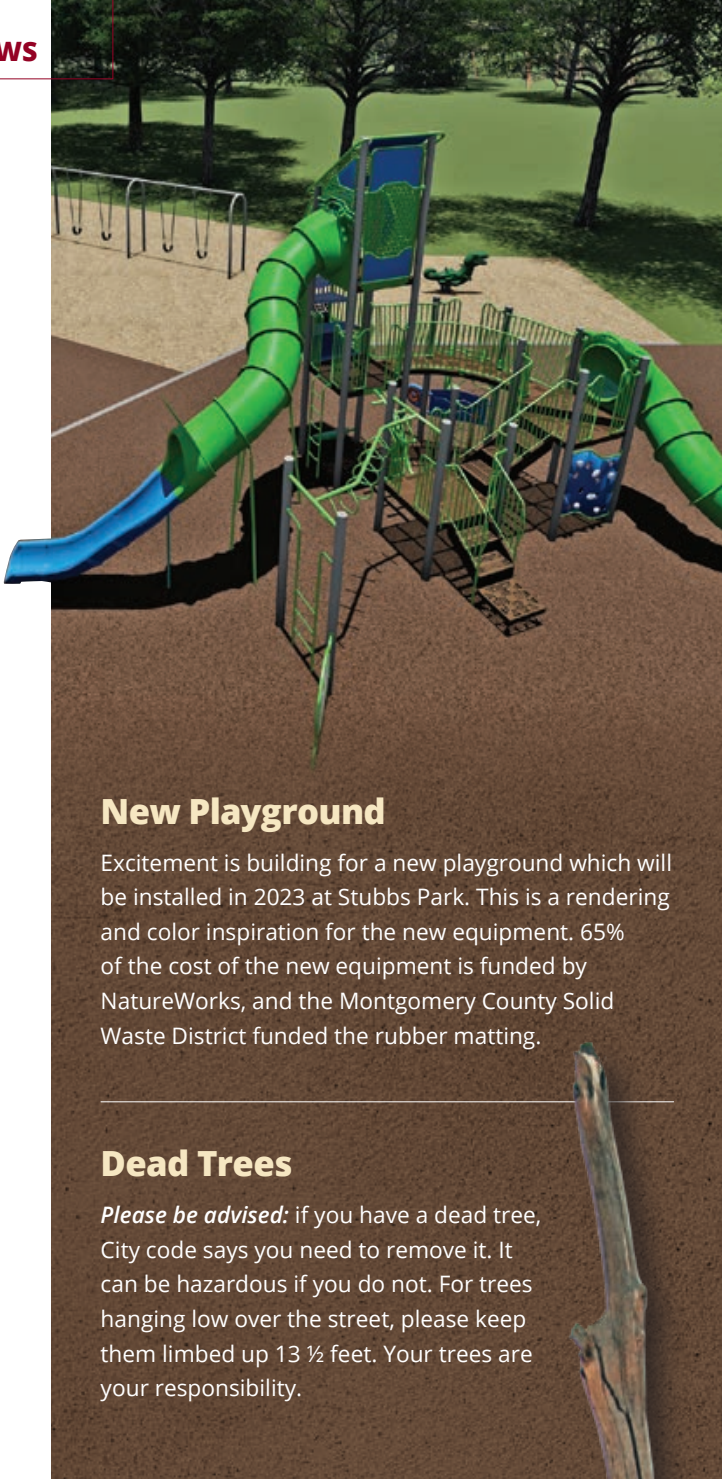 ws
New Playground
Excitement is building for a new playground which will
be installed in 2023 at Stubbs Park. This is a rendering
and color inspiration for the new equipment. 65%
of the cost of the new equipment is funded by
NatureWorks, and the Montgomery County Solid
Waste District funded the rubber matting.
Dead Trees
Please be advised: if you have a dead tree,
City code says you need to remove it. It
can be hazardous if you do not. For trees
hanging low over the street, please keep
them limbed up 13 ½ feet. Your trees are
your responsibility.